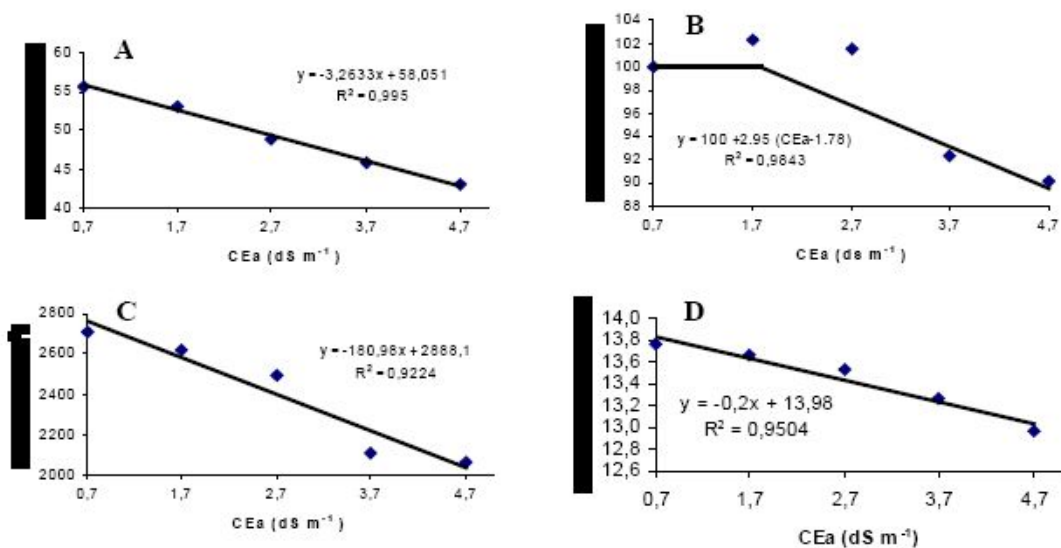 A
60
55
50
45
40
y = -3,2633x + 58,051
R² = 0,995
0,7 1,7 2,7 3,7 4,7
CEa (dS m⁻¹)
B
104
102
100
98
96
94
92
90
88
y = 100 +2.95 (CEa-1.78)
R² = 0,9843
0,7 1,7 2,7 3,7 4,7
CEa (ds m⁻¹)
C
2800
2600
2400
2200
2000
y = -180,98x + 2888,1
R² = 0,9224
0,7 1,7 2,7 3,7 4,7
CEa (dS m⁻¹)
D
14,0
13,8
13,6
13,4
13,2
13,0
12,8
12,6
y = -0,2x + 13,98
R² = 0,9504
0,7 1,7 2,7 3,7 4,7
CEa (dS m⁻¹)